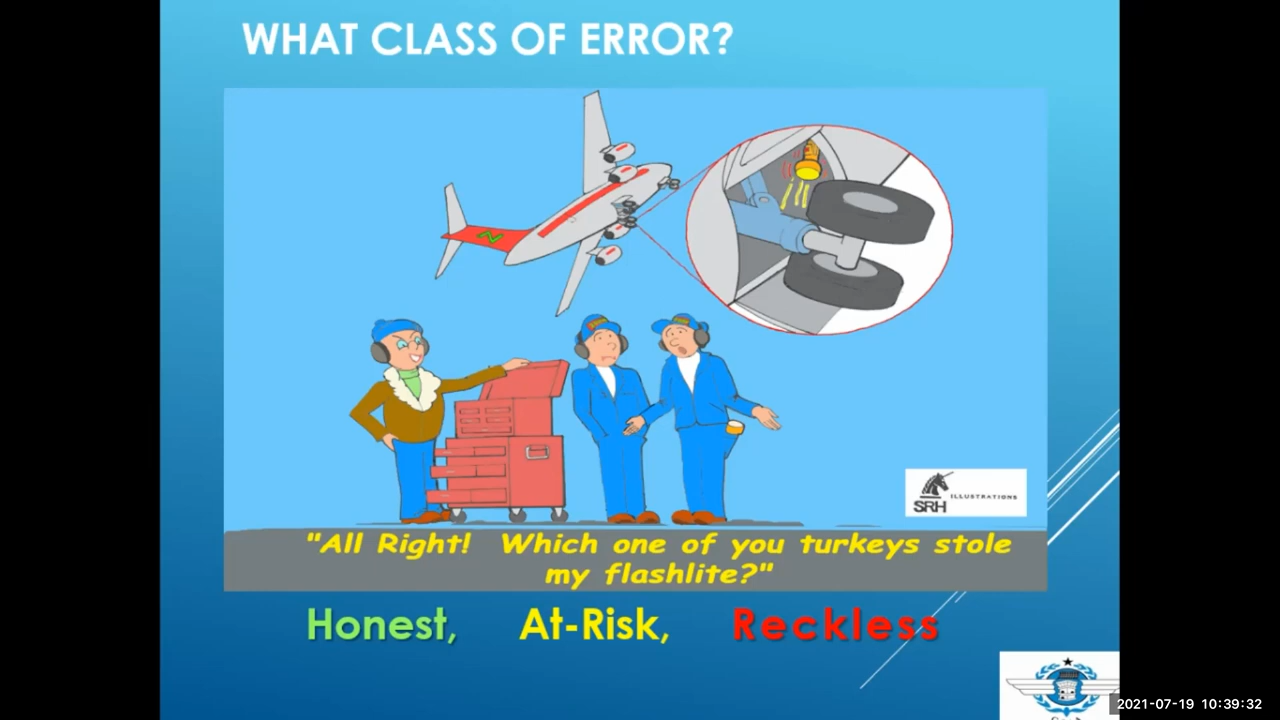 WHAT CLASS OF ERROR?
SRH
ILLUSTRATIONS
"All Right! Which one of you turkeys stole
my flashlite?"
Honest, At-Risk, Reckless
2021-07-19 10:39:32